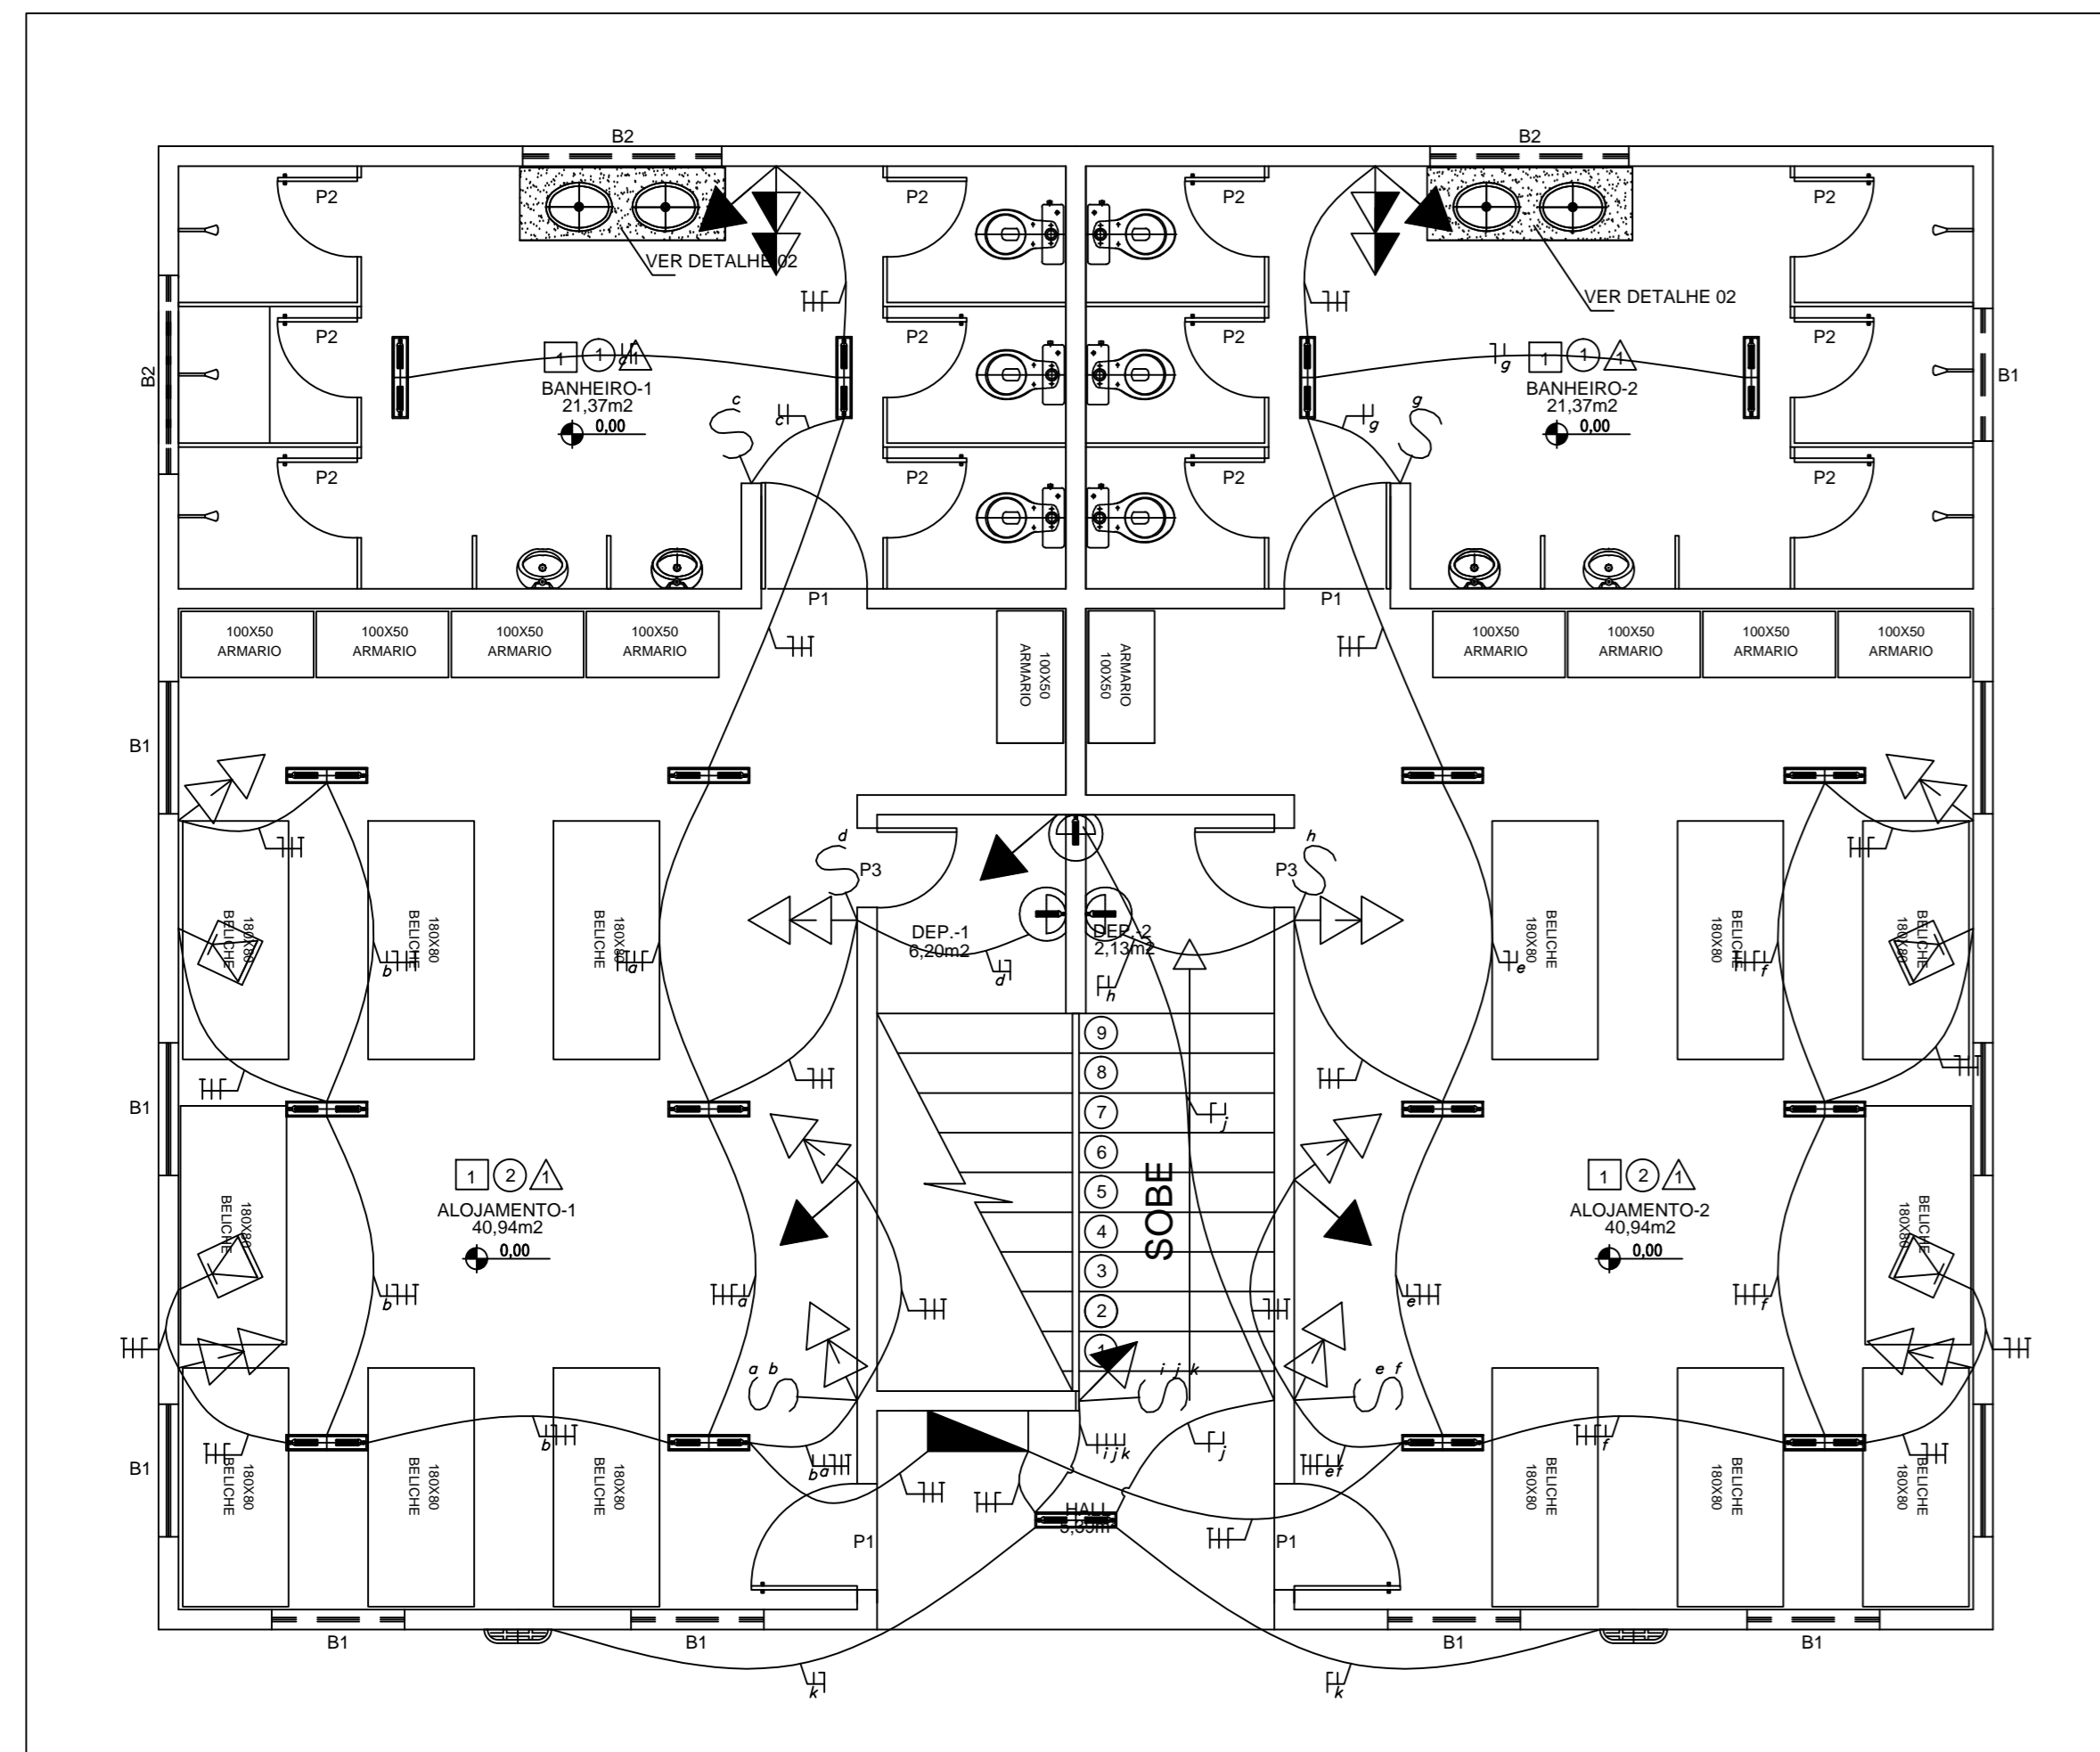 B2
B2
P2
P2
P2
P2
VER DETALHE 02
VER DETALHE 02
P2
P2
P2
P2
B2
1
1
1
BANHEIRO-1
21,37m2
0,00
c
c
c
g
1
1
1
BANHEIRO-2
21,37m2
0,00
g
g
B1
P2
P2
P2
P2
P1
P1
100X50
ARMARIO
100X50
ARMARIO
100X50
ARMARIO
100X50
ARMARIO
100X50
ARMARIO
ARMARIO
100X50
100X50
ARMARIO
100X50
ARMARIO
100X50
ARMARIO
100X50
ARMARIO
B1
d
P3
P3
h
180X80
BELICHE
180X80
BELICHE
180X80
BELICHE
b
a
DEP.-1
6,20m2
d
DEP.-2
2,13m2
h
BELICHE
180X80
BELICHE
180X80
BELICHE
180X80
e
f
9
8
7
6
5
4
3
2
1
j
SOBE
B1
1
2
1
ALOJAMENTO-1
40,94m2
0,00
180X80
BELICHE
b
a
1
2
1
ALOJAMENTO-2
40,94m2
0,00
BELICHE
180X80
e
f
a b
i j k
e f
b
b a
i j k
j
e f
f
B1
180X80
BELICHE
180X80
BELICHE
180X80
BELICHE
BELICHE
180X80
BELICHE
180X80
BELICHE
180X80
HALL
5,39m
P1
P1
B1
B1
B1
B1
k
k